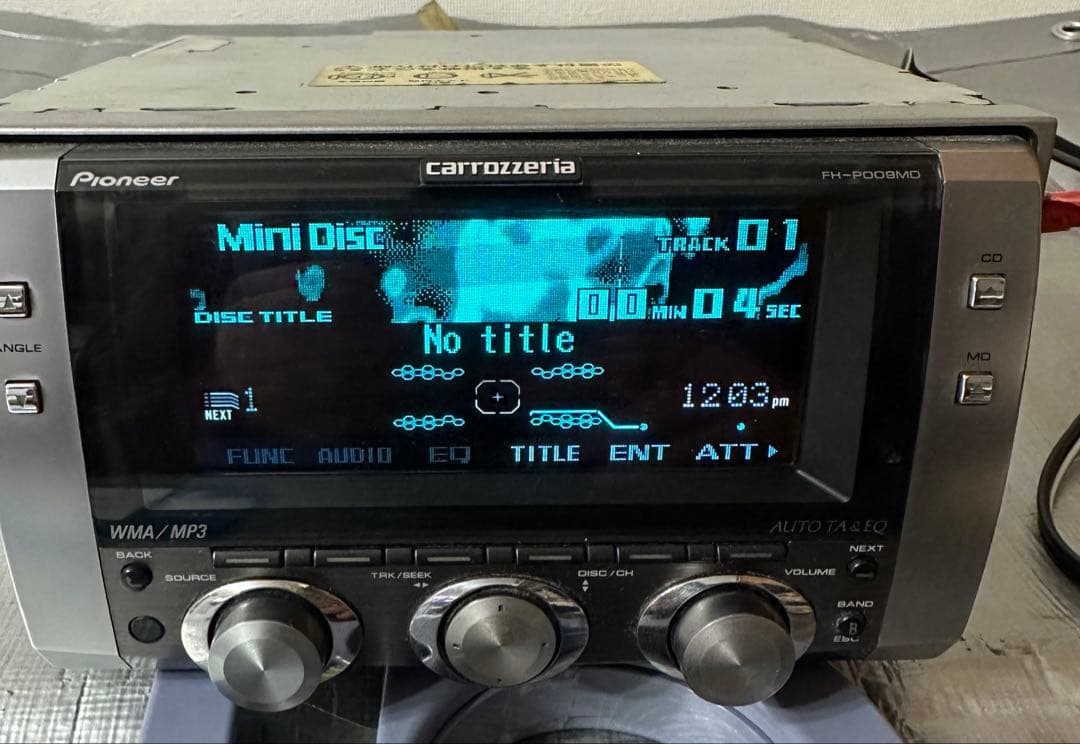 Pioneer
carrozzeria
FH-P009MD
Mini Disc
TRACK 01
00 MIN 04 SEC
DISC TITLE
No title
NEXT 1
12:03 pm
FUNC AUDIO EQ TITLE ENT ATT
CD
MD
ANGLE
WMA/MP3
AUTO TA & EQ
BACK
SOURCE
TRK/SEEK
DISC/CH
VOLUME
NEXT
BAND
B
ESC